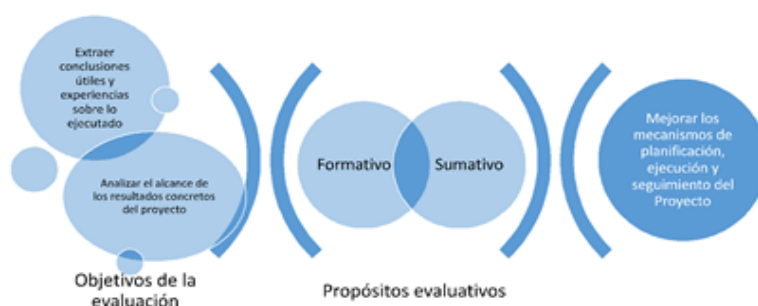 Extraer
conclusiones
útiles y
experiencias
sobre lo
ejecutado
Analizar el alcance de
los resultados concretos
del proyecto
Objetivos de la
evaluación
Formativo
Sumativo
Propósitos evaluativos
Mejorar los
mecanismos de
planificación,
ejecución y
seguimiento del
Proyecto